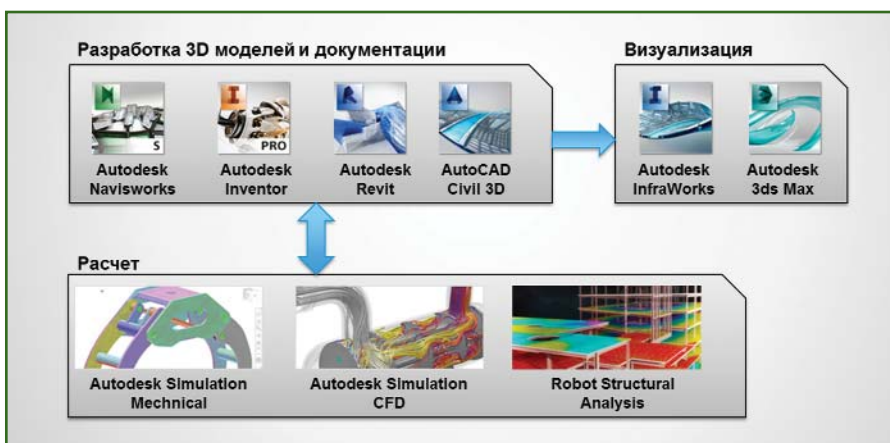 Разработка 3D моделей и документации
Визуализация
S
PRO
Autodesk
Navisworks
Autodesk
Inventor
Autodesk
Revit
AutoCAD
Civil 3D
Autodesk
InfraWorks
Autodesk
3ds Max
Расчет
Autodesk Simulation
Mechnical
Autodesk Simulation
CFD
Robot Structural
Analysis